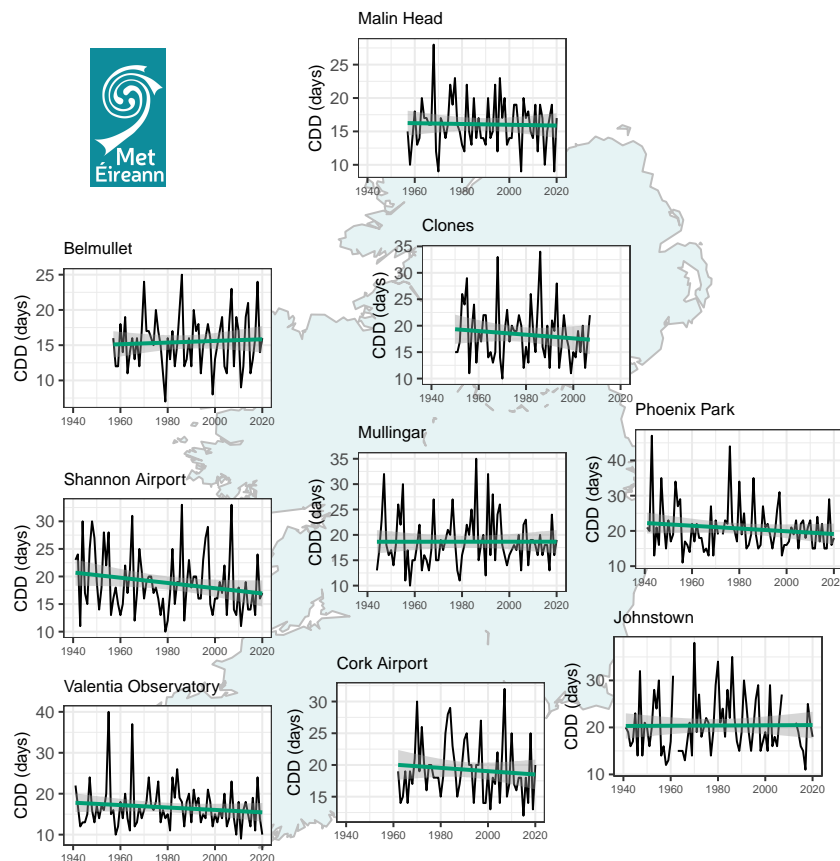 Malin Head
CDD (days)
25
20
15
10
1940 1960 1980 2000 2020
Met
Éireann
Clones
CDD (days)
35
30
25
20
15
10
1940 1960 1980 2000 2020
Belmullet
CDD (days)
25
20
15
10
1940 1960 1980 2000 2020
Phoenix Park
CDD (days)
40
30
20
10
1940 1960 1980 2000 2020
Mullingar
CDD (days)
35
30
25
20
15
10
1940 1960 1980 2000 2020
Shannon Airport
CDD (days)
30
25
20
15
10
1940 1960 1980 2000 2020
Johnstown
CDD (days)
30
20
10
1940 1960 1980 2000 2020
Cork Airport
CDD (days)
30
25
20
15
1940 1960 1980 2000 2020
Valentia Observatory
CDD (days)
40
30
20
10
1940 1960 1980 2000 2020